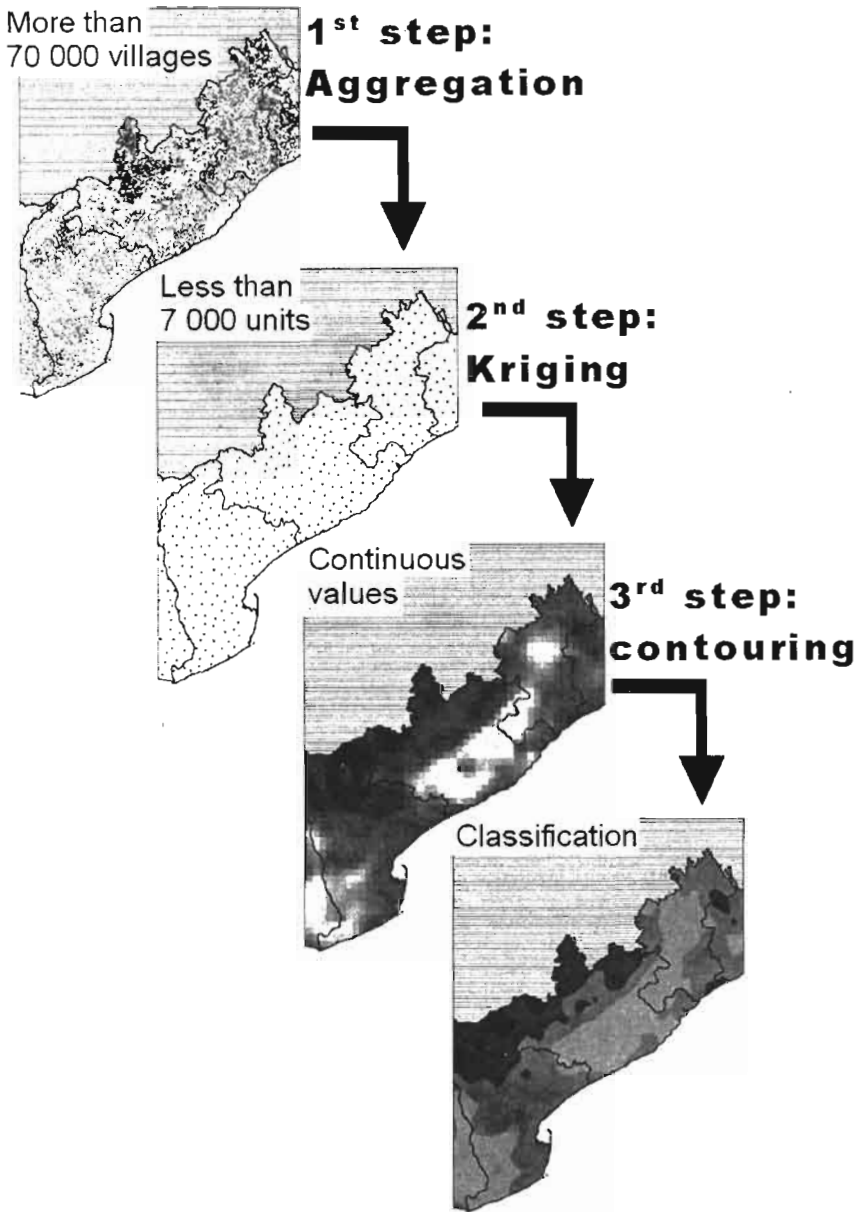 More than
70 000 villages
1st step:
Aggregation
Less than
7 000 units
2nd step:
Kriging
Continuous
values
3rd step:
contouring
Classification